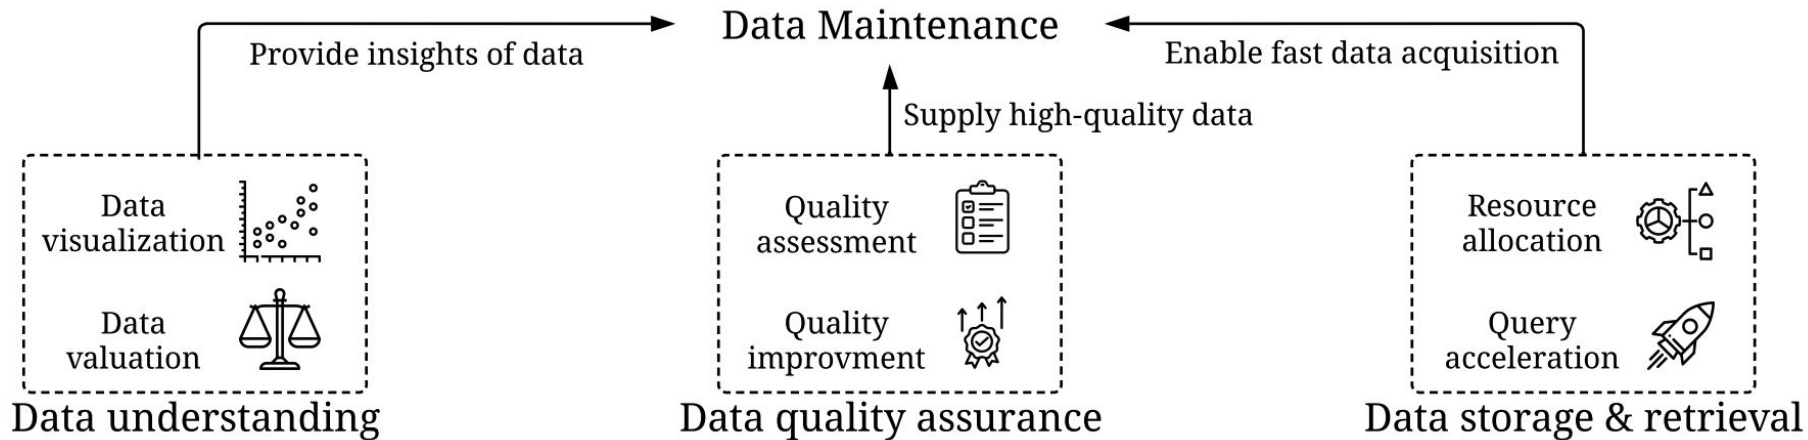 Data Maintenance
Provide insights of data
Enable fast data acquisition
Supply high-quality data
Data
visualization
Data
valuation
Data understanding
Quality
assessment
Quality
improvment
Data quality assurance
Resource
allocation
Query
acceleration
Data storage & retrieval